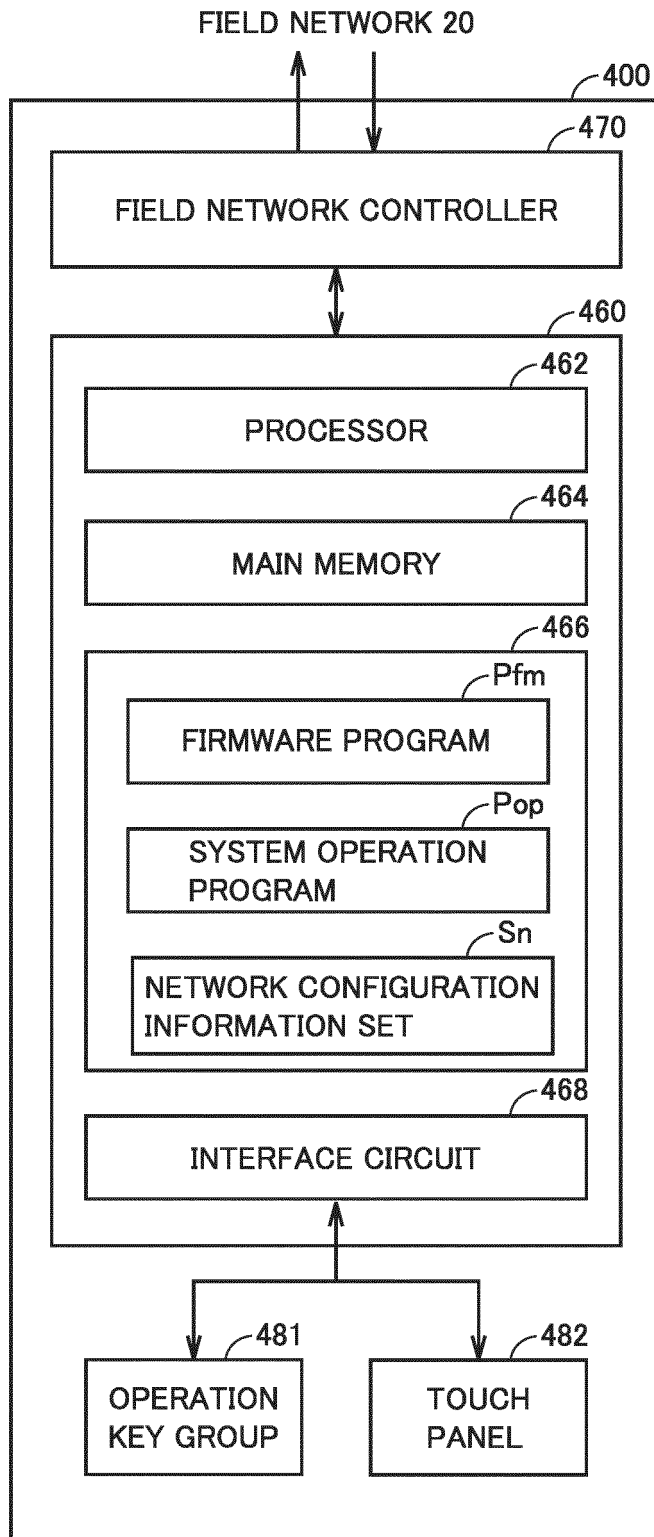 FIELD NETWORK 20
400
470
FIELD NETWORK CONTROLLER
460
462
PROCESSOR
464
MAIN MEMORY
466
Pfm
FIRMWARE PROGRAM
Pop
SYSTEM OPERATION
PROGRAM
Sn
NETWORK CONFIGURATION
INFORMATION SET
468
INTERFACE CIRCUIT
481
OPERATION
KEY GROUP
482
TOUCH
PANEL